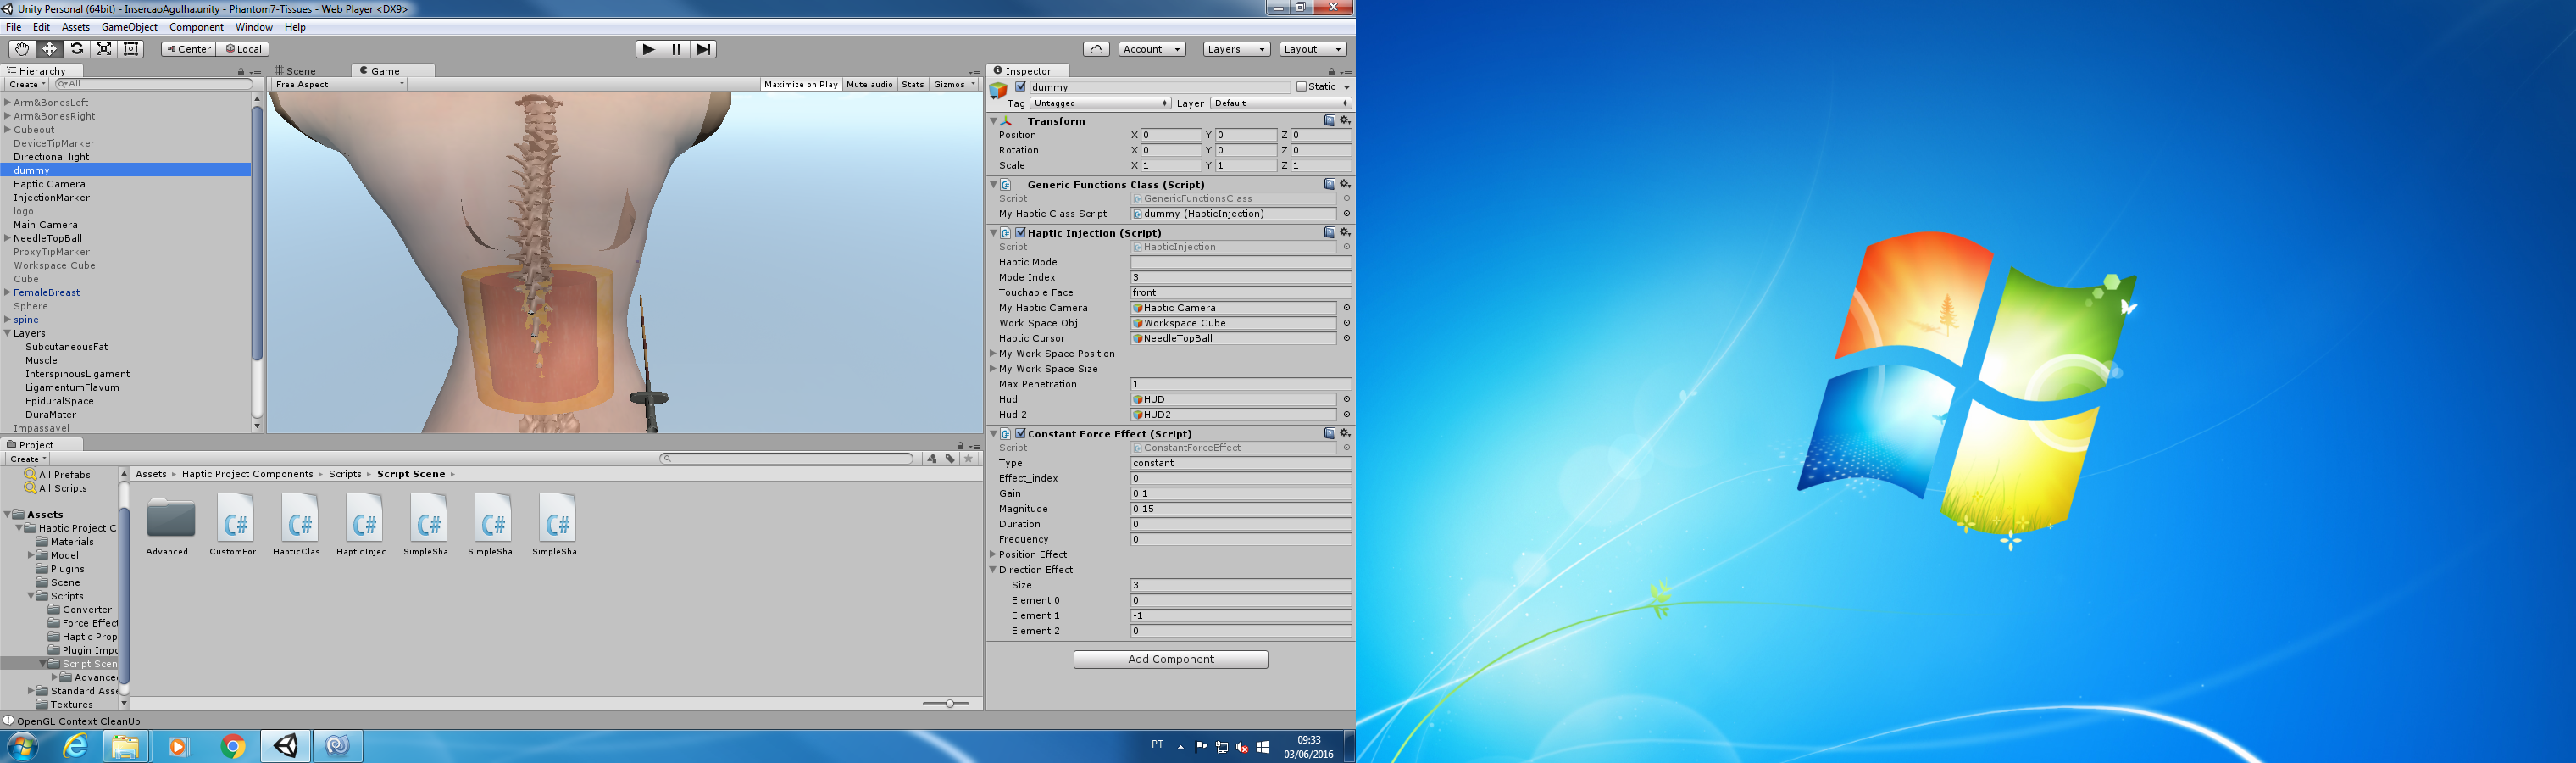 Unity Personal (64bit) - InsercaoAgulha.unity - Phantom7-Tissues - Web Player <DX9>
File Edit Assets GameObject Component Window Help
Center Local Account Layers Layout
Hierarchy
Create All
Arm&BonesLeft
Arm&BonesRight
Cubeout
DeviceTipMarker
Directional light
dummy
Haptic Camera
InjectionMarker
logo
Main Camera
NeedleTopBall
ProxyTipMarker
Workspace Cube
Cube
FemaleBreast
Sphere
spine
Layers
SubcutaneousFat
Muscle
InterspinousLigament
LigamentumFlavum
EpiduralSpace
DuraMater
Impassavel
Scene Game
Free Aspect Maximize on Play Mute audio Stats Gizmos
Inspector
dummy Static
Tag Untagged Layer Default
Transform
Position X 0 Y 0 Z 0
Rotation X 0 Y 0 Z 0
Scale X 1 Y 1 Z 1
Generic Functions Class (Script)
Script GenericFunctionsClass
My Haptic Class Script dummy (HapticInjection)
Haptic Injection (Script)
Script HapticInjection
Haptic Mode
Mode Index 3
Touchable Face front
My Haptic Camera Haptic Camera
Work Space Obj Workspace Cube
Haptic Cursor NeedleTopBall
My Work Space Position
My Work Space Size
Max Penetration 1
Hud HUD
Hud 2 HUD2
Constant Force Effect (Script)
Script ConstantForceEffect
Type constant
Effect_index 0
Gain 0.1
Magnitude 0.15
Duration 0
Frequency 0
Position Effect
Direction Effect
Size 3
Element 0 0
Element 1 -1
Element 2 0
Add Component
Project
Create
All Prefabs
All Scripts
Assets
Haptic Project C
Materials
Model
Plugins
Scene
Scripts
Converter
Force Effect
Haptic Prop
Plugin Impo
Script Scen
Advance
Standard Asse
Textures
Assets Haptic Project Components Scripts Script Scene
Advanced ... CustomFor... HapticClas... HapticInjec... SimpleSha... SimpleSha... SimpleSha...
OpenGL Context CleanUp
PT 09:33
03/06/2016